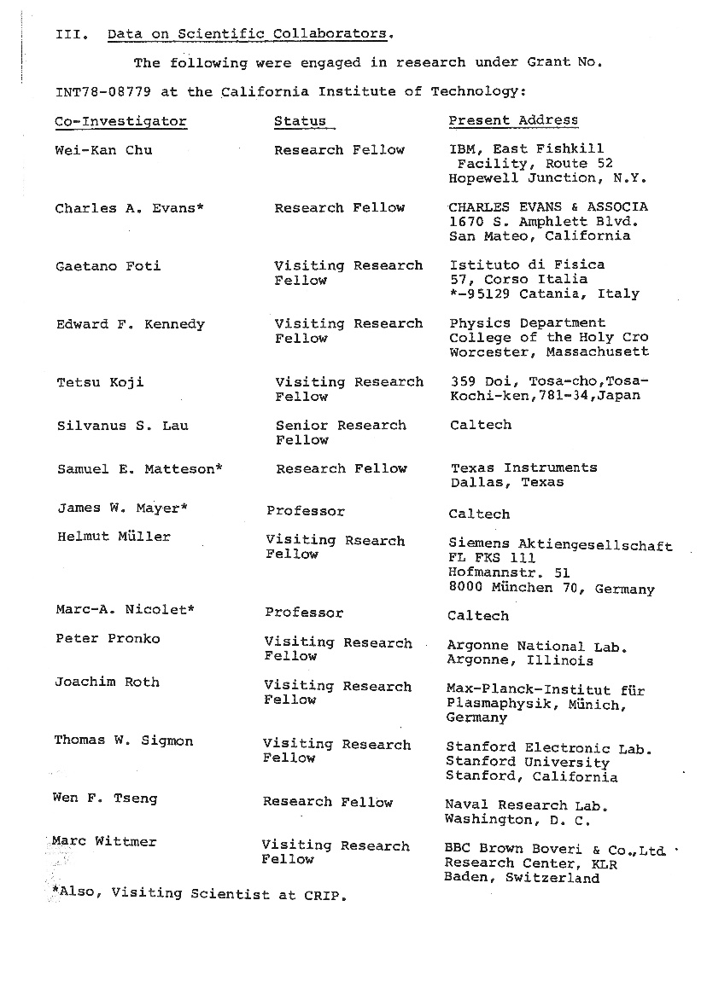 III. Data on Scientific Collaborators.
The following were engaged in research under Grant No.
INT78-08779 at the California Institute of Technology:
Co-Investigator Status Present Address
Wei-Kan Chu Research Fellow IBM, East Fishkill
Facility, Route 52
Hopewell Junction, N.Y.
Charles A. Evans* Research Fellow CHARLES EVANS & ASSOCIA
1670 S. Amphlett Blvd.
San Mateo, California
Gaetano Foti Visiting Research Istituto di Fisica
Fellow 57, Corso Italia
*-95129 Catania, Italy
Edward F. Kennedy Visiting Research Physics Department
Fellow College of the Holy Cro
Worcester, Massachusett
Tetsu Koji Visiting Research 359 Doi, Tosa-cho,Tosa-
Fellow Kochi-ken,781-34,Japan
Silvanus S. Lau Senior Research Caltech
Fellow
Samuel E. Matteson* Research Fellow Texas Instruments
Dallas, Texas
James W. Mayer* Professor Caltech
Helmut Müller Visiting Rsearch Siemens Aktiengesellschaft
Fellow FL FKS 111
Hofmannstr. 51
8000 München 70, Germany
Marc-A. Nicolet* Professor Caltech
Peter Pronko Visiting Research Argonne National Lab.
Fellow Argonne, Illinois
Joachim Roth Visiting Research Max-Planck-Institut für
Fellow Plasmaphysik, Münich,
Germany
Thomas W. Sigmon Visiting Research Stanford Electronic Lab.
Fellow Stanford University
Stanford, California
Wen F. Tseng Research Fellow Naval Research Lab.
Washington, D. C.
Marc Wittmer Visiting Research BBC Brown Boveri & Co.,Ltd.
Fellow Research Center, KLR
Baden, Switzerland
*Also, Visiting Scientist at CRIP.